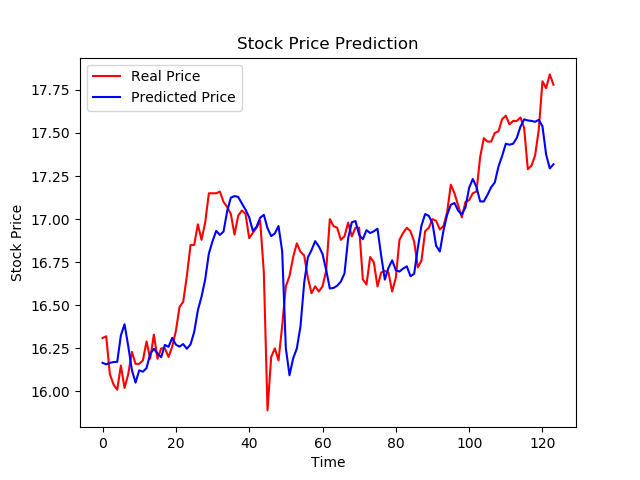 Stock Price Prediction
Real Price
Predicted Price
Stock Price
17.75
17.50
17.25
17.00
16.75
16.50
16.25
16.00
0 20 40 60 80 100 120
Time